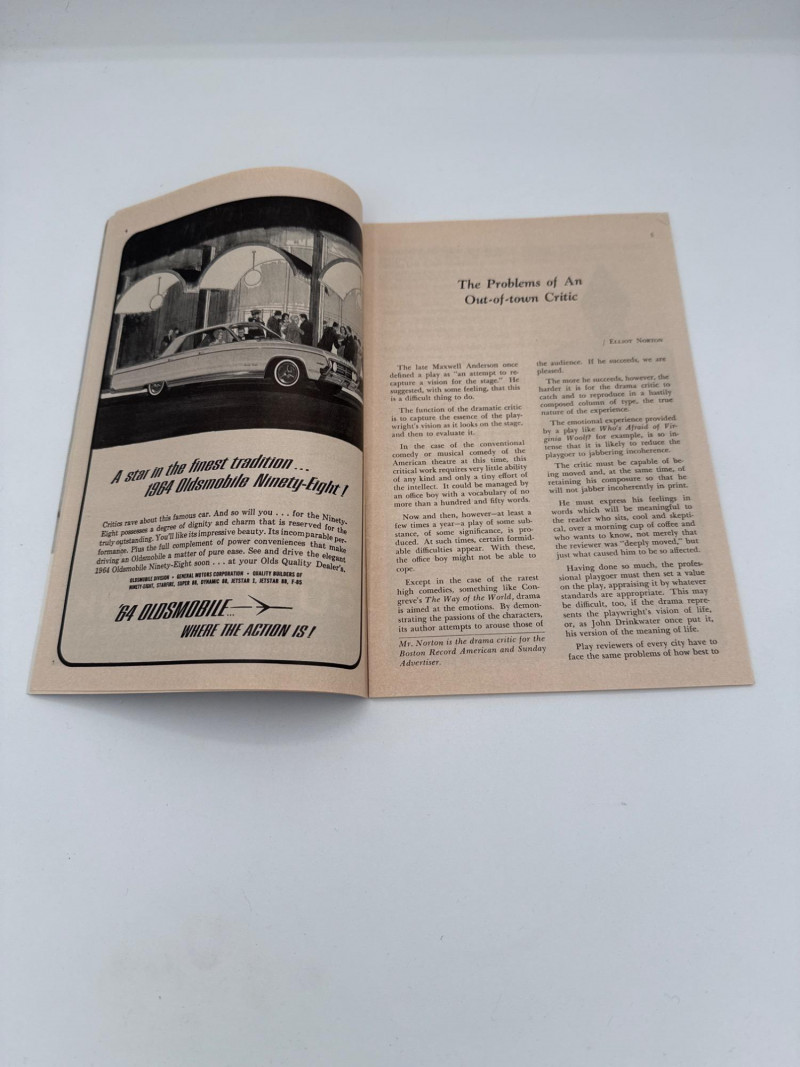 4
A star in the finest tradition...
1964 Oldsmobile Ninety-Eight!
Critics rave about this famous car. And so will you . . . for the Ninety-
Eight possesses a degree of dignity and charm that is reserved for the
truly outstanding. You'll like its impressive beauty. Its incomparable per-
formance. Plus the full complement of power conveniences that make
driving an Oldsmobile a matter of pure ease. See and drive the elegant
1964 Oldsmobile Ninety-Eight soon . . . at your Olds Quality Dealer's.
OLDSMOBILE DIVISION • GENERAL MOTORS CORPORATION • QUALITY BUILDERS OF
NINETY-EIGHT, STARFIRE, SUPER 88, DYNAMIC 88, JETSTAR I, JETSTAR 88, F-85
'64 OLDSMOBILE...
WHERE THE ACTION IS!
The Problems of An
Out-of-town Critic
ELLIOT NORTON
The late Maxwell Anderson once
defined a play as "an attempt to re-
capture a vision for the stage." He
suggested, with some feeling, that this
is a difficult thing to do.
The function of the dramatic critic
is to capture the essence of the play-
wright's vision as it looks on the stage,
and then to evaluate it.
In the case of the conventional
comedy or musical comedy of the
American theatre at this time, this
critical work requires very little ability
of any kind and only a tiny effort of
the intellect. It could be managed by
an office boy with a vocabulary of no
more than a hundred and fifty words.
Now and then, however—at least a
few times a year—a play of some sub-
stance, of some significance, is pro-
duced. At such times, certain formid-
able difficulties appear. With these,
the office boy might not be able to
cope.
Except in the case of the rarest
high comedies, something like Con-
greve's The Way of the World, drama
is aimed at the emotions. By demon-
strating the passions of the characters,
its author attempts to arouse those of
Mr. Norton is the drama critic for the
Boston Record American and Sunday
Advertiser.
the audience. If he succeeds, we are
pleased.
The more he succeeds, however, the
harder it is for the drama critic to
catch and to reproduce in a hastily
composed column of type, the true
nature of the experience.
The emotional experience provided
by a play like Who's Afraid of Vir-
ginia Woolf? for example, is so in-
tense that it is likely to reduce the
playgoer to jabbering incoherence.
The critic must be capable of be-
ing moved and, at the same time, of
retaining his composure so that he
will not jabber incoherently in print.
He must express his feelings in
words which will be meaningful to
the reader who sits, cool and skepti-
cal, over a morning cup of coffee and
who wants to know, not merely that
the reviewer was "deeply moved," but
just what caused him to be so affected.
Having done so much, the profes-
sional playgoer must then set a value
on the play, appraising it by whatever
standards are appropriate. This may
be difficult, too, if the drama repre-
sents the playwright's vision of life,
or, as John Drinkwater once put it,
his version of the meaning of life.
Play reviewers of every city have to
face the same problems of how best to